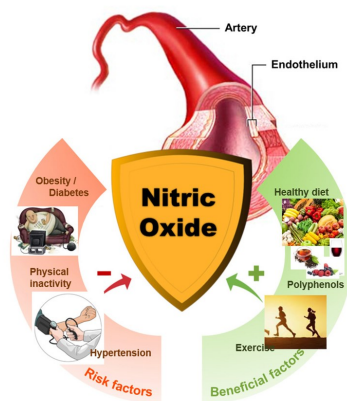 Artery
Endothelium
Obesity /
Diabetes
Healthy diet
Nitric
Oxide
Physical
inactivity
Polyphenols
Hypertension
Exercise
Risk factors
Beneficial factors